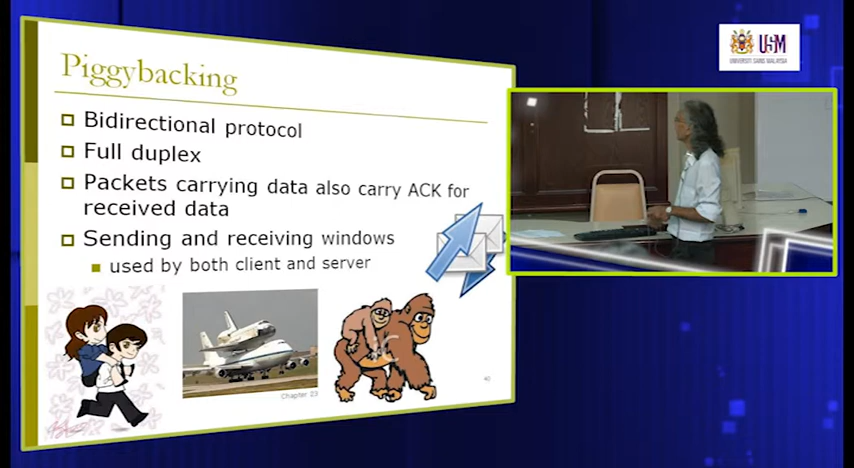 Piggybacking
Bidirectional protocol
Full duplex
Packets carrying data also carry ACK for
received data
Sending and receiving windows
used by both client and server
Chapter 23
40
USM
UNIVERSITI SAINS MALAYSIA